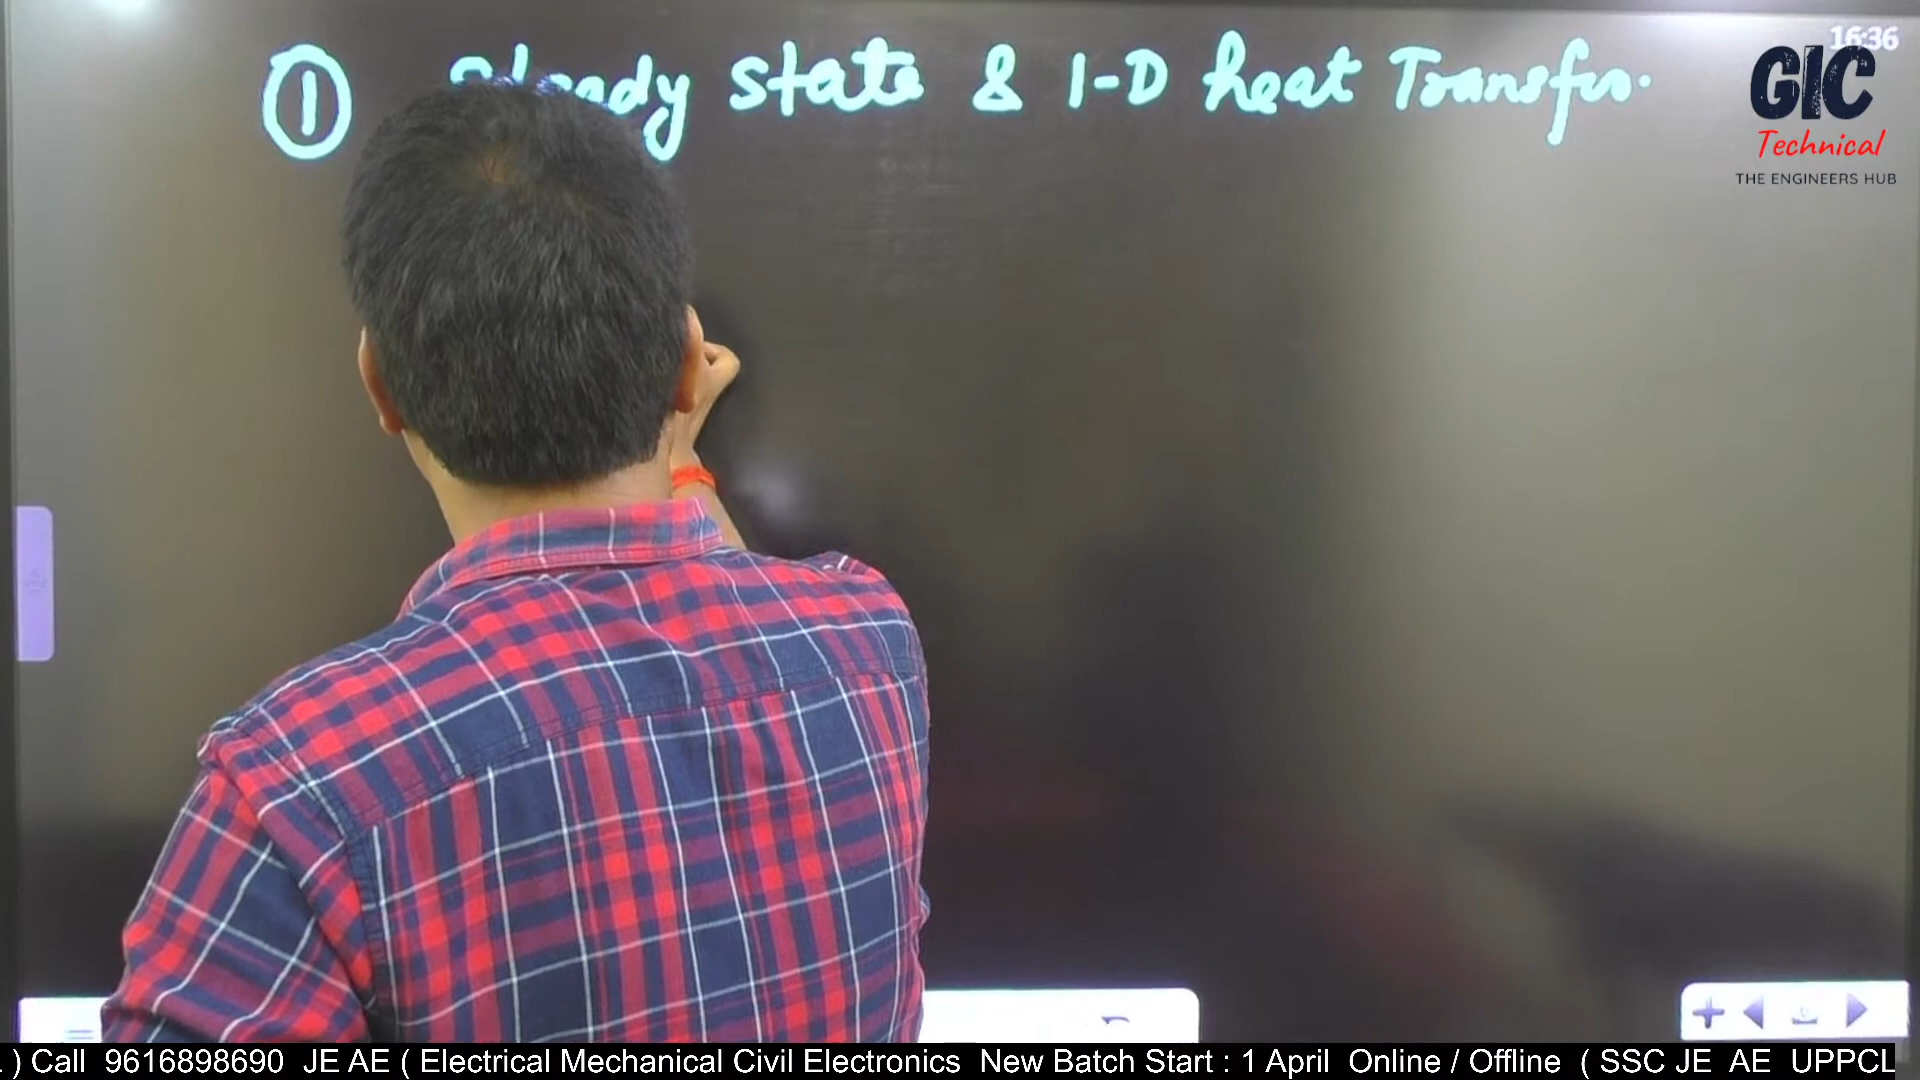 ① Steady state & 1-D heat Transfer.
16:36
GIC
Technical
THE ENGINEERS HUB
) Call 9616898690 JE AE ( Electrical Mechanical Civil Electronics New Batch Start : 1 April Online / Offline ( SSC JE AE UPPCL